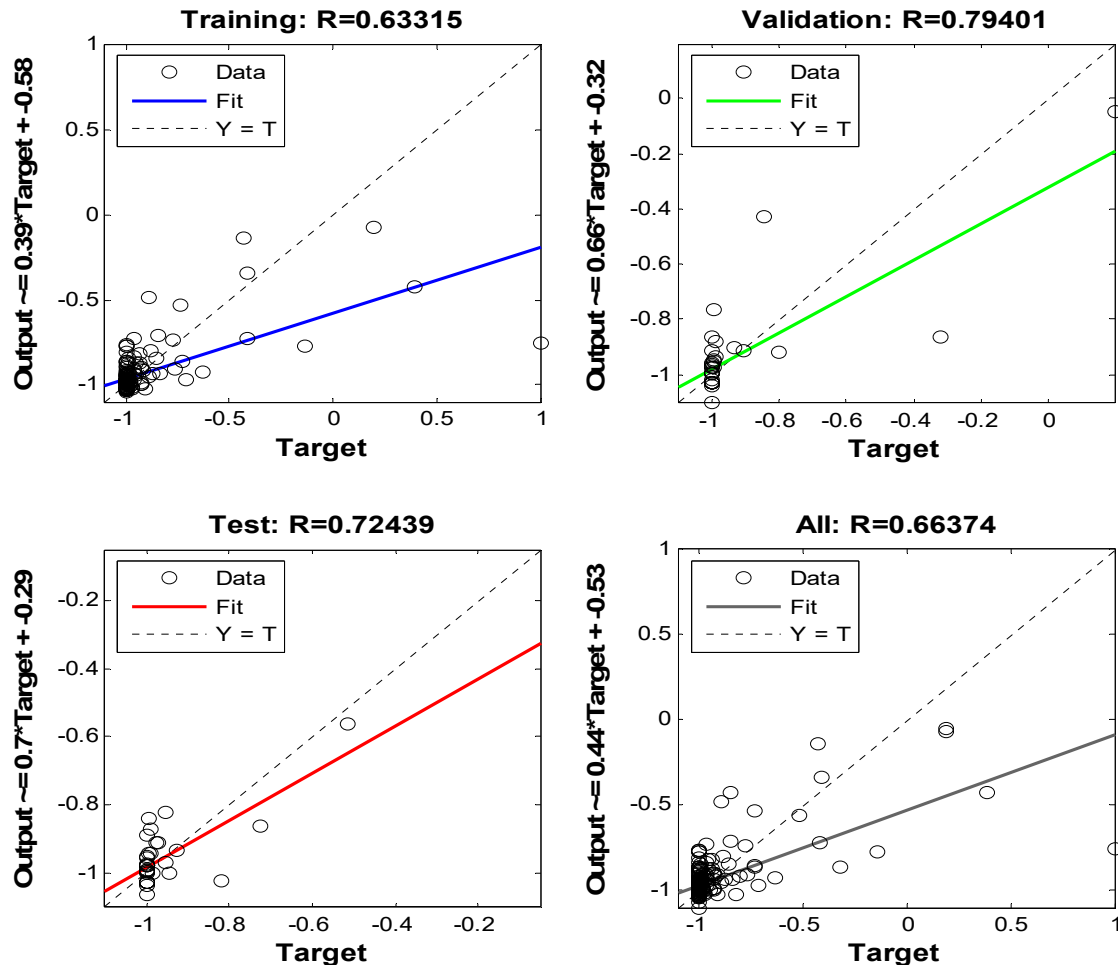 Training: R=0.63315
Output ~= 0.39*Target + -0.58
1
0.5
0
-0.5
-1
Data
Fit
Y = T
-1
-0.5
0
0.5
1
Target
Validation: R=0.79401
Output ~= 0.66*Target + -0.32
0
-0.2
-0.4
-0.6
-0.8
-1
Data
Fit
Y = T
-1
-0.8
-0.6
-0.4
-0.2
0
Target
Test: R=0.72439
Output ~= 0.7*Target + -0.29
-0.2
-0.4
-0.6
-0.8
-1
Data
Fit
Y = T
-1
-0.8
-0.6
-0.4
-0.2
Target
All: R=0.66374
Output ~= 0.44*Target + -0.53
1
0.5
0
-0.5
-1
Data
Fit
Y = T
-1
-0.5
0
0.5
1
Target